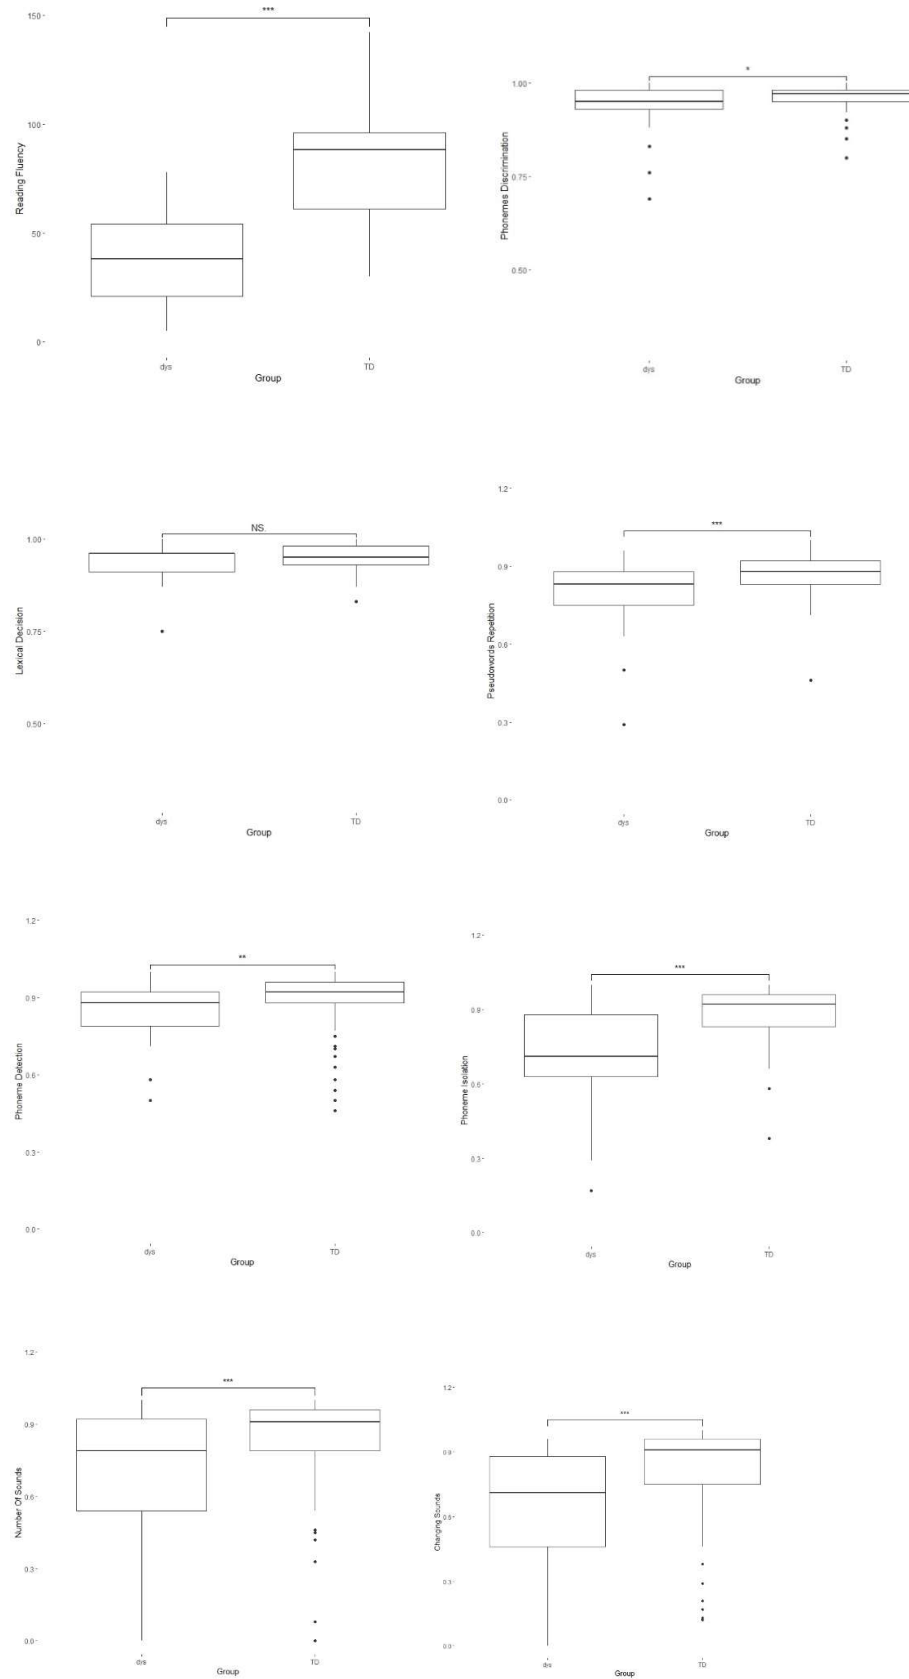 Reading Fluency
150
100
50
0
***
dys
TD
Group
Phonemes Discrimination
1.00
0.75
0.50
*
dys
TD
Group
Lexical Decision
1.00
0.75
0.50
NS.
dys
TD
Group
Pseudowords Repetition
1.2
0.9
0.6
0.3
0.0
***
dys
TD
Group
Phoneme Detection
1.2
0.9
0.6
0.3
0.0
**
dys
TD
Group
Phoneme Isolation
1.2
0.9
0.6
0.3
0.0
***
dys
TD
Group
Number Of Sounds
1.2
0.9
0.6
0.3
0.0
***
dys
TD
Group
Changing Sounds
1.2
0.9
0.6
0.3
0.0
***
dys
TD
Group